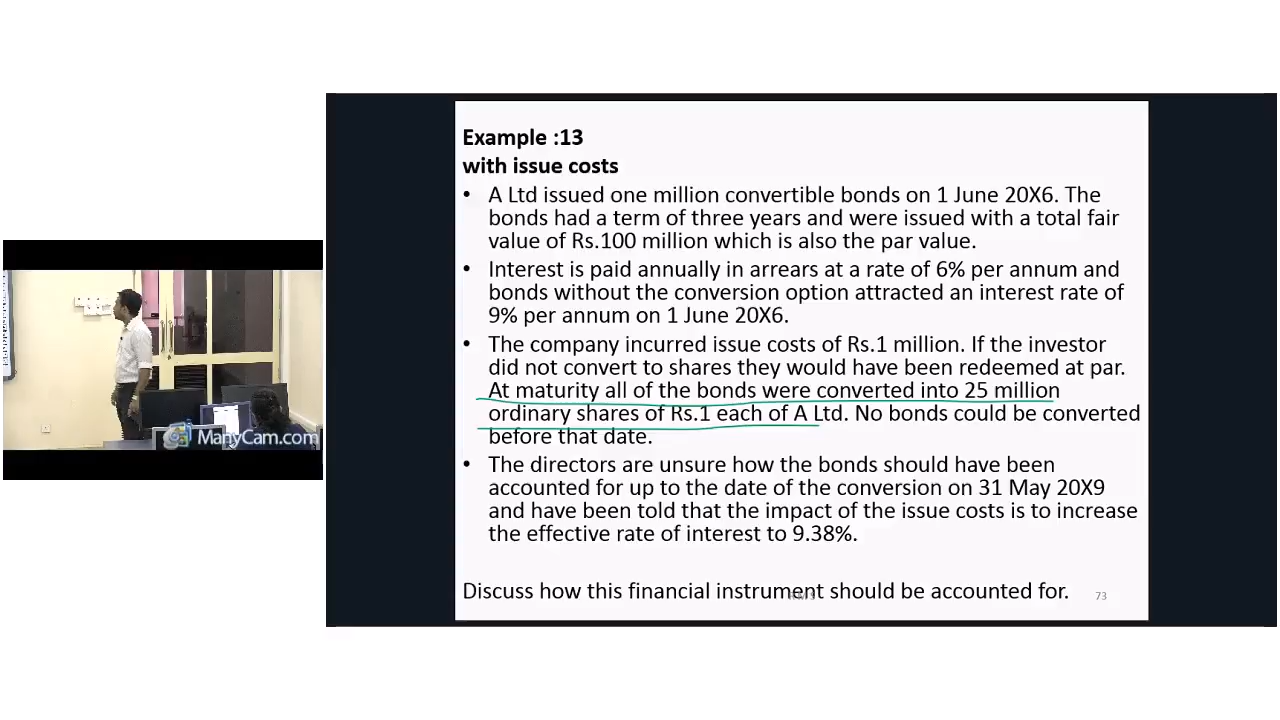 Example :13
with issue costs
• A Ltd issued one million convertible bonds on 1 June 20X6. The
bonds had a term of three years and were issued with a total fair
value of Rs.100 million which is also the par value.
• Interest is paid annually in arrears at a rate of 6% per annum and
bonds without the conversion option attracted an interest rate of
9% per annum on 1 June 20X6.
• The company incurred issue costs of Rs.1 million. If the investor
did not convert to shares they would have been redeemed at par.
At maturity all of the bonds were converted into 25 million
ordinary shares of Rs.1 each of A Ltd. No bonds could be converted
before that date.
• The directors are unsure how the bonds should have been
accounted for up to the date of the conversion on 31 May 20X9
and have been told that the impact of the issue costs is to increase
the effective rate of interest to 9.38%.
Discuss how this financial instrument should be accounted for.
73
ManyCam.com